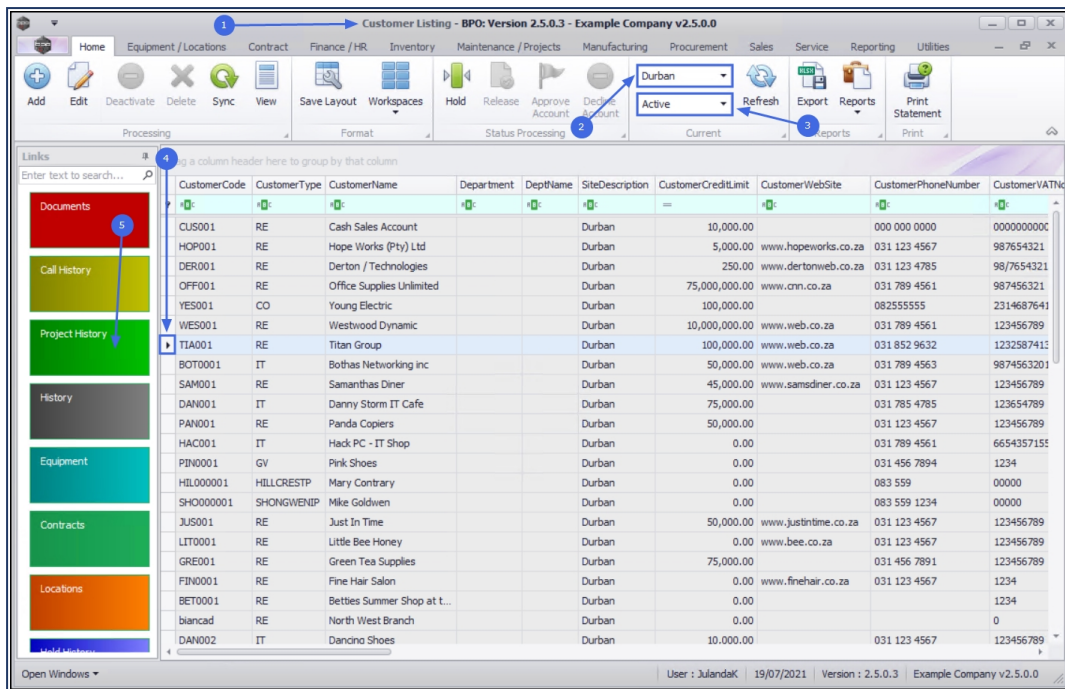 1
Customer Listing - BPO: Version 2.5.0.3 - Example Company v2.5.0.0
Home Equipment / Locations Contract Finance / HR Inventory Maintenance / Projects Manufacturing Procurement Sales Service Reporting Utilities
Add Edit Deactivate Delete Sync View Save Layout Workspaces Hold Release Approve Account Decline Account Durban Active Refresh Export Reports Print Statement
Processing Format Status Processing 2 Current 3 Reports Print
Links 4 a column header here to group by that column
Enter text to search...
CustomerCode CustomerType CustomerName Department DeptName SiteDescription CustomerCreditLimit CustomerWebSite CustomerPhoneNumber CustomerVATNo
Documents
5
CUS001 RE Cash Sales Account Durban 10,000.00 000 000 0000 0000000000
HOP001 RE Hope Works (Pty) Ltd Durban 5,000.00 www.hopeworks.co.za 031 123 4567 987654321
Call History
DER001 RE Derton / Technologies Durban 250.00 www.dertonweb.co.za 031 123 4785 98/7654321
OFF001 RE Office Supplies Unlimited Durban 75,000,000.00 www.cnn.co.za 031 789 4561 987456321
YES001 CO Young Electric Durban 100,000.00 082555555 2314687641
Project History
WES001 RE Westwood Dynamic Durban 10,000,000.00 www.web.co.za 031 789 4561 123456789
TIA001 RE Titan Group Durban 100,000.00 www.web.co.za 031 852 9632 1232587413
BOT0001 IT Bothas Networking inc Durban 50,000.00 www.web.co.za 031 789 4563 9874563201
SAM001 RE Samanthas Diner Durban 45,000.00 www.samsdiner.co.za 031 123 4567 123456789
History
DAN001 IT Danny Storm IT Cafe Durban 75,000.00 031 785 4785 123654789
PAN001 RE Panda Copiers Durban 50,000.00 031 123 4567 123456789
HAC001 IT Hack PC - IT Shop Durban 0.00 031 789 4561 6654357155
Equipment
PIN0001 GV Pink Shoes Durban 0.00 031 456 7894 1234
HIL000001 HILLCRESTP Mary Contrary Durban 0.00 083 559 00000
SHO000001 SHONGWENIP Mike Goldwen Durban 0.00 083 559 1234 00000
Contracts
JUS001 RE Just In Time Durban 50,000.00 www.justintime.co.za 031 123 4567 123456789
LIT0001 RE Little Bee Honey Durban 0.00 www.bee.co.za 031 123 4567 123456789
GRE001 RE Green Tea Supplies Durban 75,000.00 031 456 7891 123456789
Locations
FIN0001 RE Fine Hair Salon Durban 0.00 www.finehair.co.za 031 123 4567 1234
BET0001 RE Betties Summer Shop at t... Durban 0.00 1234
biancad RE North West Branch Durban 0.00 0
DAN002 IT Dancing Shoes Durban 10.000.00 031 123 4567 123456789
Hold History
Open Windows User : JulandaK 19/07/2021 Version : 2.5.0.3 Example Company v2.5.0.0